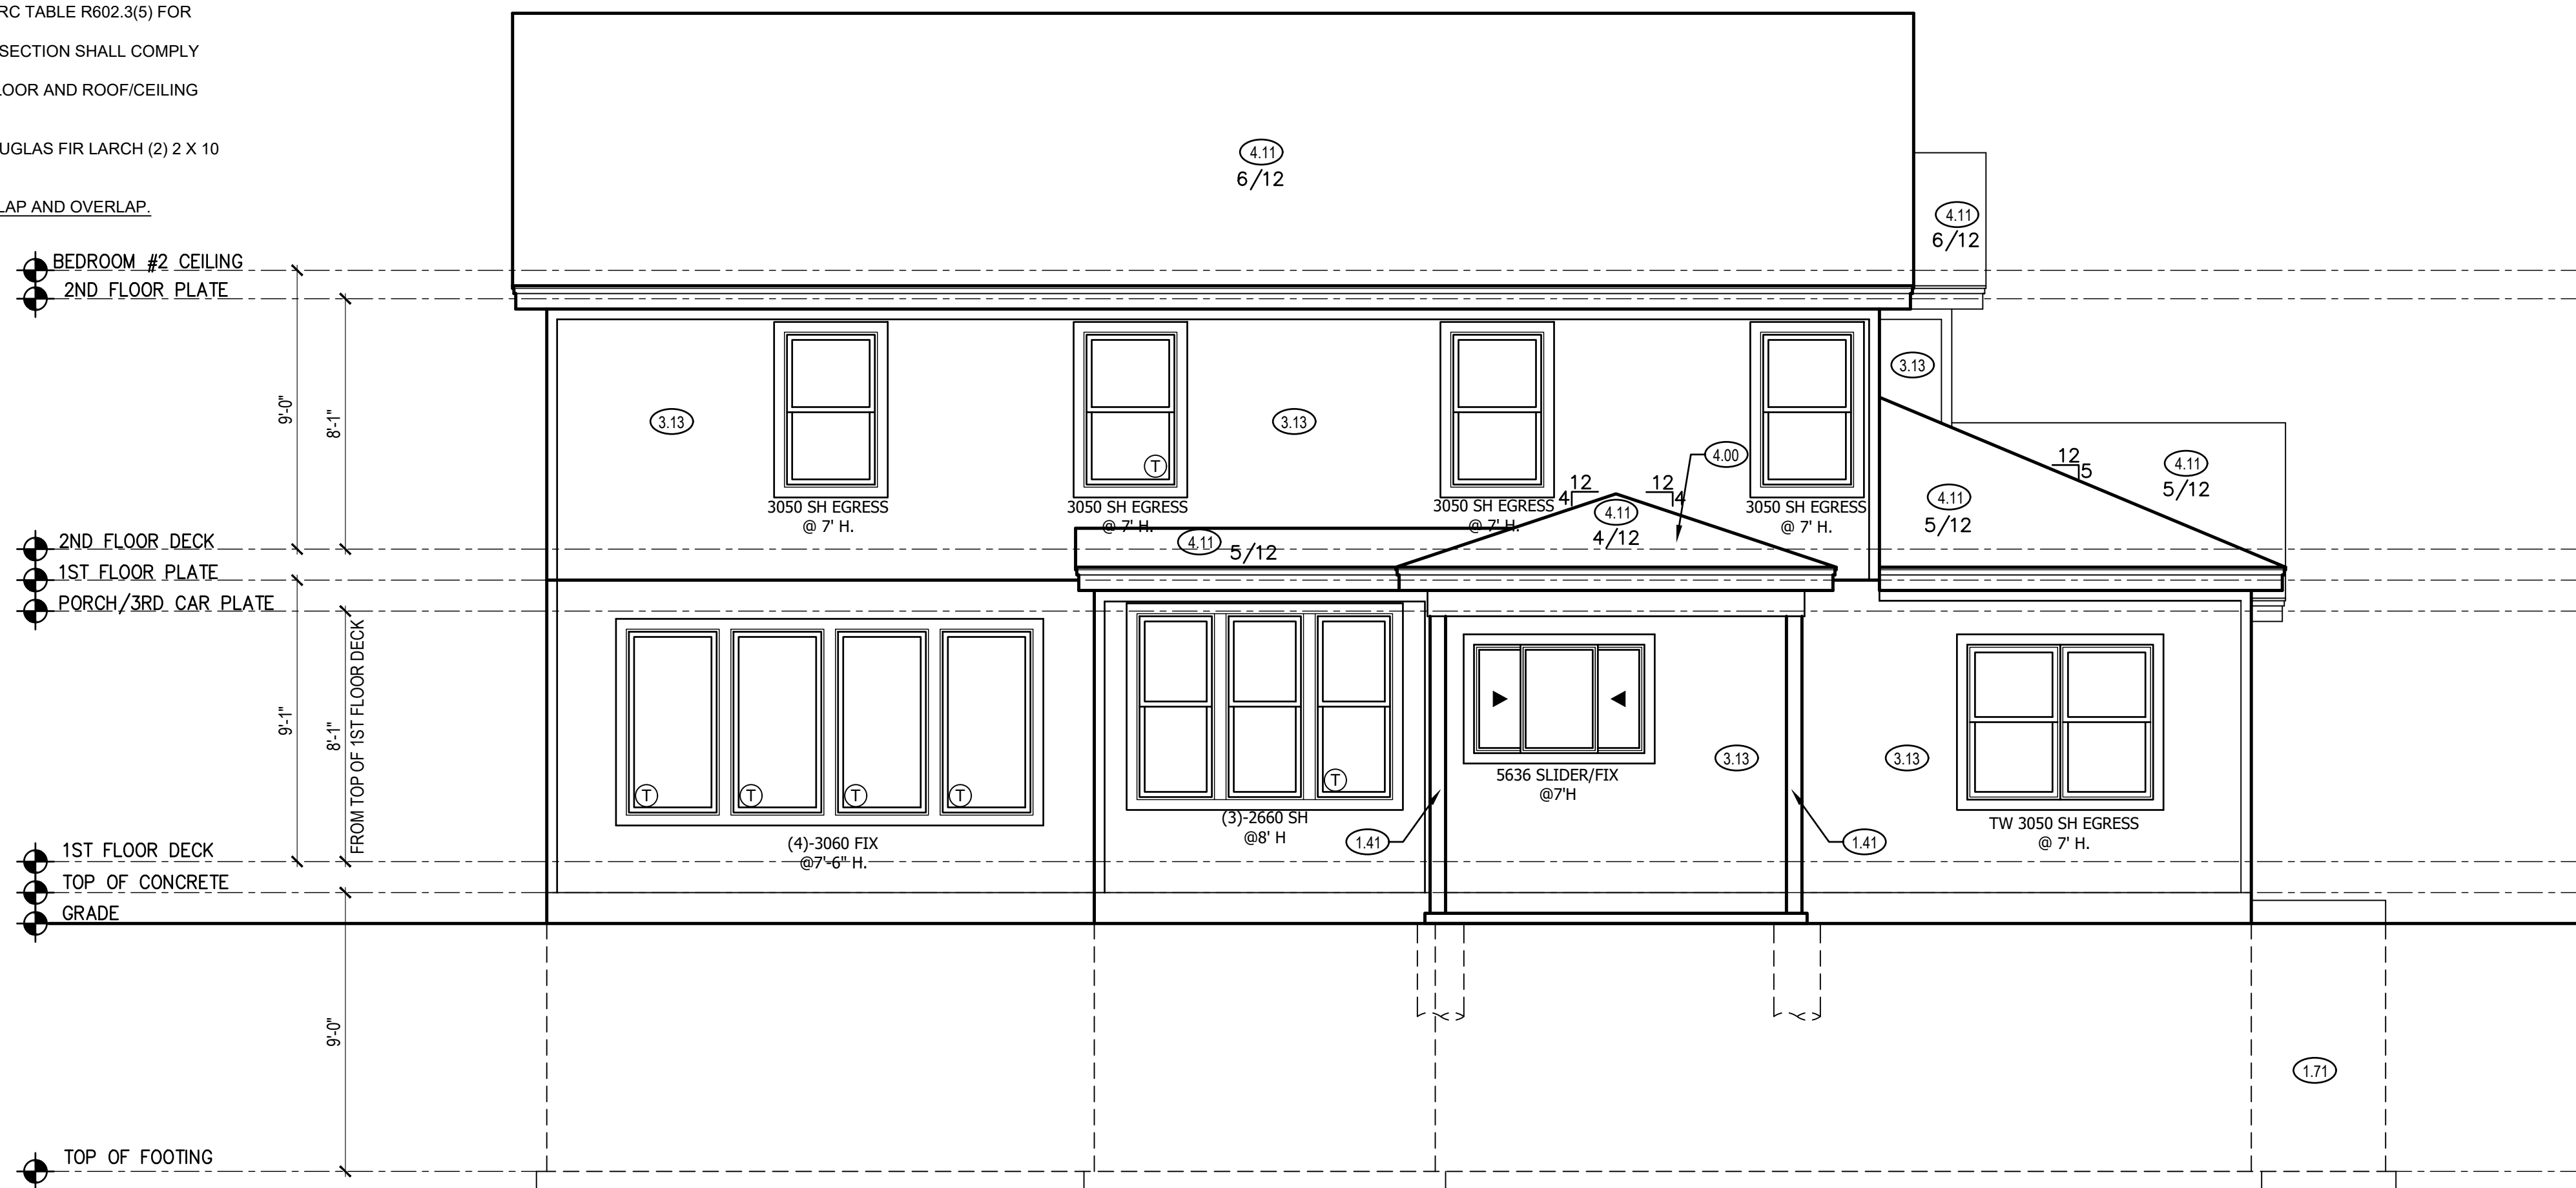 RC TABLE R602.3(5) FOR
SECTION SHALL COMPLY
LOOR AND ROOF/CEILING
UGLAS FIR LARCH (2) 2 X 10
LAP AND OVERLAP.
4.11
6/12
4.11
6/12
BEDROOM #2 CEILING
2ND FLOOR PLATE
9'-0"
8'-1"
3.13
3.13
3.13
T
4.00
3050 SH EGRESS
@ 7' H.
3050 SH EGRESS
@ 7' H.
3050 SH EGRESS
@ 7' H.
3050 SH EGRESS
@ 7' H.
12
4
12
4
4.11
4/12
12
5
4.11
5/12
4.11
5/12
4.11
5/12
2ND FLOOR DECK
1ST FLOOR PLATE
PORCH/3RD CAR PLATE
9'-1"
8'-1"
FROM TOP OF 1ST FLOOR DECK
T
T
T
T
(4)-3060 FIX
@7'-6" H.
T
(3)-2660 SH
@8' H
5636 SLIDER/FIX
@7'H
3.13
3.13
1.41
1.41
TW 3050 SH EGRESS
@ 7' H.
1ST FLOOR DECK
TOP OF CONCRETE
GRADE
9'-0"
1.71
TOP OF FOOTING